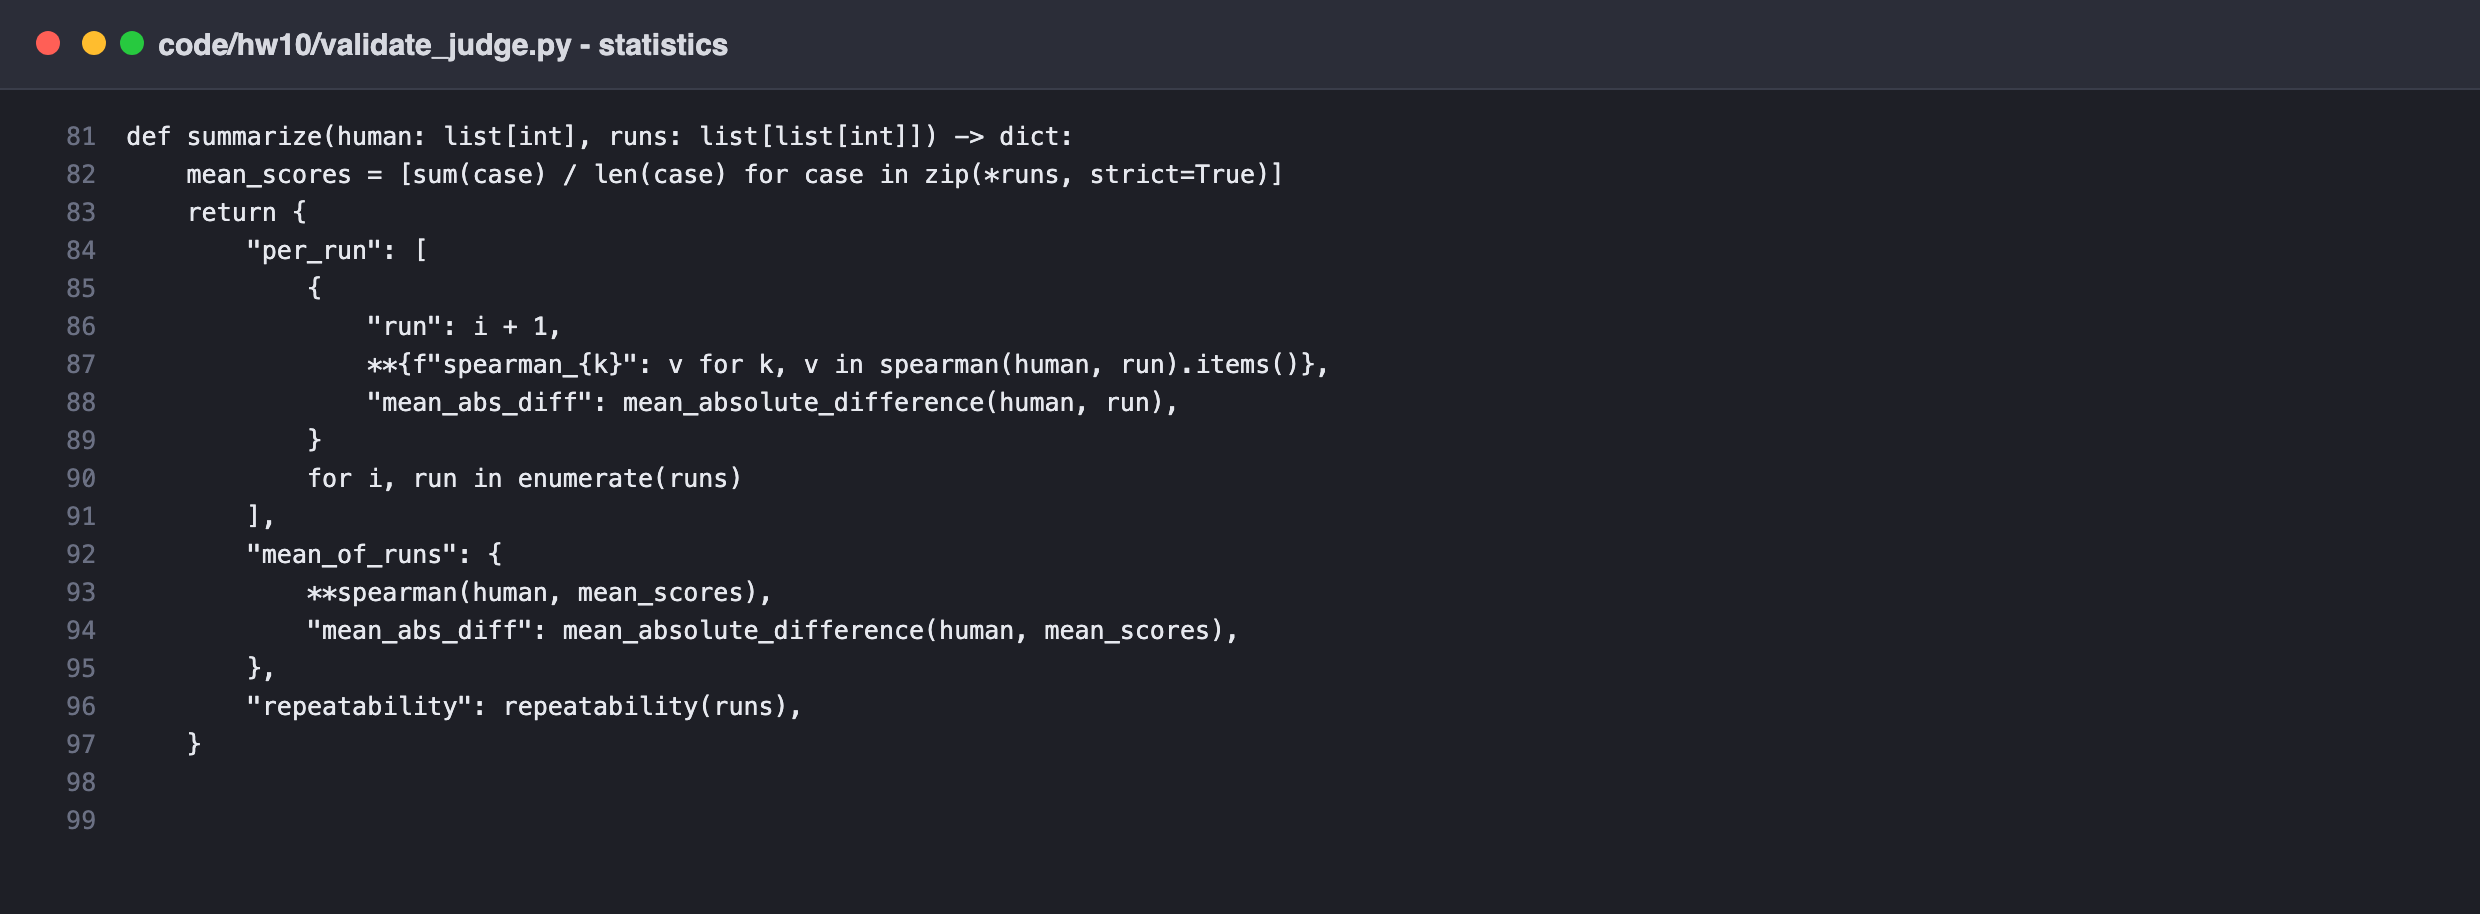 code/hw10/validate_judge.py - statistics
81 def summarize(human: list[int], runs: list[list[int]]) -> dict:
82     mean_scores = [sum(case) / len(case) for case in zip(*runs, strict=True)]
83     return {
84         "per_run": [
85             {
86                 "run": i + 1,
87                 **{f"spearman_{k}": v for k, v in spearman(human, run).items()},
88                 "mean_abs_diff": mean_absolute_difference(human, run),
89             }
90             for i, run in enumerate(runs)
91         ],
92         "mean_of_runs": {
93             **spearman(human, mean_scores),
94             "mean_abs_diff": mean_absolute_difference(human, mean_scores),
95         },
96         "repeatability": repeatability(runs),
97     }
98
99